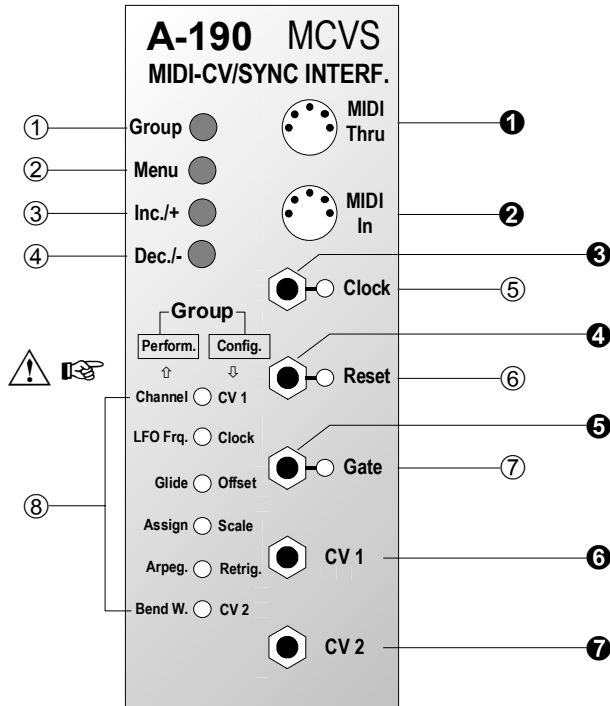 A-190 MCVS
MIDI-CV/SYNC INTERF.
① Group
MIDI
Thru ❶
② Menu
③ Inc./+
MIDI
In ❷
④ Dec./-
❸
Clock ⑤
Group
Perform. Config.
❹
⇧ ⇩
Reset ⑥
Channel CV 1
LFO Frq. Clock
❺
Gate ⑦
Glide Offset
⑧
Assign Scale
CV 1 ❻
Arpeg. Retrig.
Bend W. CV 2
CV 2 ❼